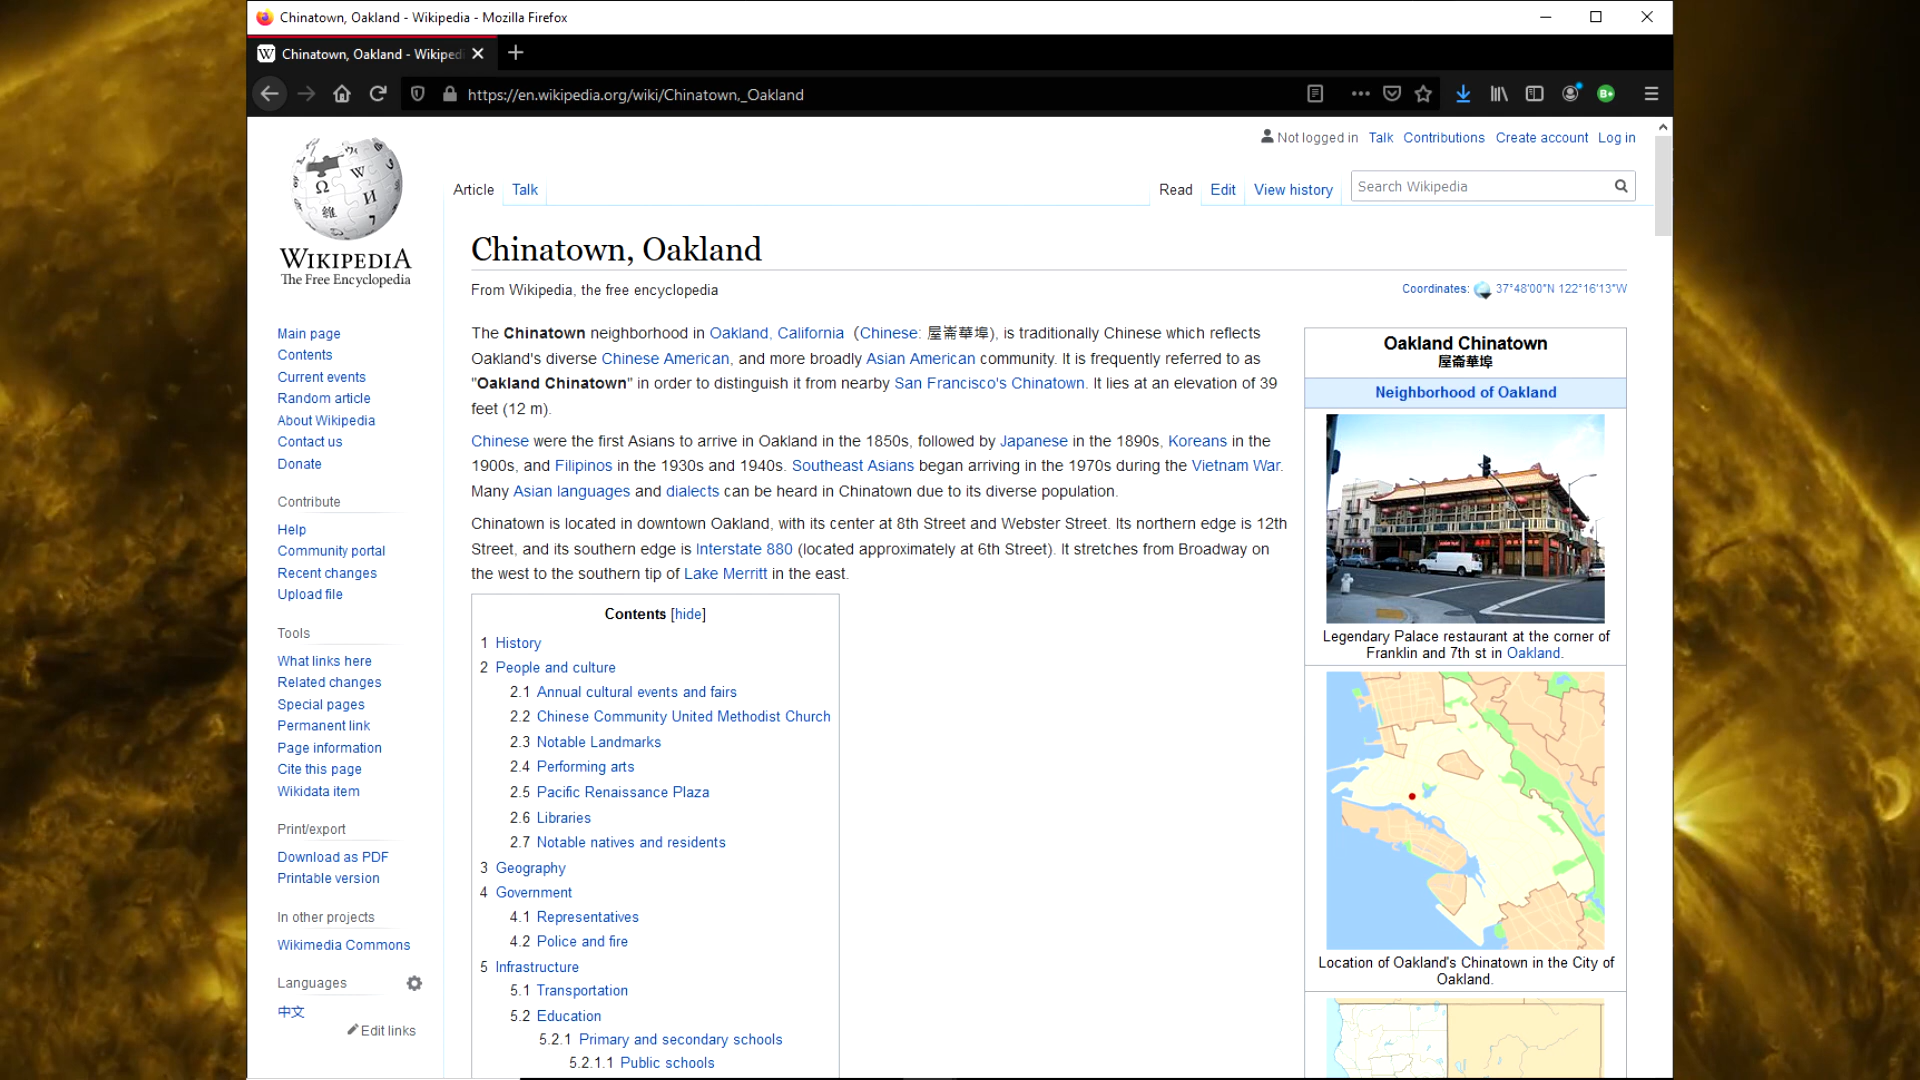 Chinatown, Oakland - Wikipedia - Mozilla Firefox
Chinatown, Oakland - Wikiped
https://en.wikipedia.org/wiki/Chinatown,_Oakland
Not logged in Talk Contributions Create account Log in
Article Talk Read Edit View history Search Wikipedia
WIKIPEDIA
The Free Encyclopedia
Main page
Contents
Current events
Random article
About Wikipedia
Contact us
Donate
Contribute
Help
Community portal
Recent changes
Upload file
Tools
What links here
Related changes
Special pages
Permanent link
Page information
Cite this page
Wikidata item
Print/export
Download as PDF
Printable version
In other projects
Wikimedia Commons
Languages
中文
Edit links
Chinatown, Oakland
From Wikipedia, the free encyclopedia
Coordinates: 37°48′00″N 122°16′13″W
The Chinatown neighborhood in Oakland, California (Chinese: 屋崙華埠), is traditionally Chinese which reflects
Oakland's diverse Chinese American, and more broadly Asian American community. It is frequently referred to as
"Oakland Chinatown" in order to distinguish it from nearby San Francisco's Chinatown. It lies at an elevation of 39
feet (12 m).
Chinese were the first Asians to arrive in Oakland in the 1850s, followed by Japanese in the 1890s, Koreans in the
1900s, and Filipinos in the 1930s and 1940s. Southeast Asians began arriving in the 1970s during the Vietnam War.
Many Asian languages and dialects can be heard in Chinatown due to its diverse population.
Chinatown is located in downtown Oakland, with its center at 8th Street and Webster Street. Its northern edge is 12th
Street, and its southern edge is Interstate 880 (located approximately at 6th Street). It stretches from Broadway on
the west to the southern tip of Lake Merritt in the east.
Contents [hide]
1 History
2 People and culture
2.1 Annual cultural events and fairs
2.2 Chinese Community United Methodist Church
2.3 Notable Landmarks
2.4 Performing arts
2.5 Pacific Renaissance Plaza
2.6 Libraries
2.7 Notable natives and residents
3 Geography
4 Government
4.1 Representatives
4.2 Police and fire
5 Infrastructure
5.1 Transportation
5.2 Education
5.2.1 Primary and secondary schools
5.2.1.1 Public schools
Oakland Chinatown
屋崙華埠
Neighborhood of Oakland
Legendary Palace restaurant at the corner of
Franklin and 7th st in Oakland.
Location of Oakland's Chinatown in the City of
Oakland.